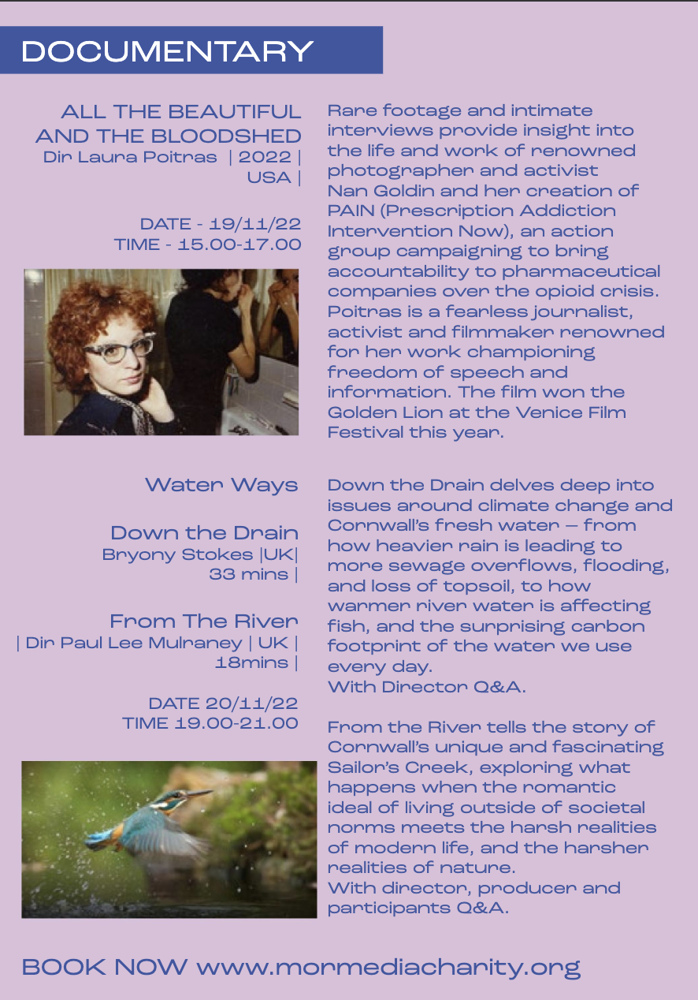 DOCUMENTARY
ALL THE BEAUTIFUL
AND THE BLOODSHED
Dir Laura Poitras | 2022 |
USA |
DATE - 19/11/22
TIME - 15.00-17.00
Rare footage and intimate
interviews provide insight into
the life and work of renowned
photographer and activist
Nan Goldin and her creation of
PAIN (Prescription Addiction
Intervention Now), an action
group campaigning to bring
accountability to pharmaceutical
companies over the opioid crisis.
Poitras is a fearless journalist,
activist and filmmaker renowned
for her work championing
freedom of speech and
information. The film won the
Golden Lion at the Venice Film
Festival this year.
Water Ways
Down the Drain
Bryony Stokes |UK|
33 mins |
From The River
| Dir Paul Lee Mulraney | UK |
18mins |
DATE 20/11/22
TIME 19.00-21.00
Down the Drain delves deep into
issues around climate change and
Cornwall's fresh water – from
how heavier rain is leading to
more sewage overflows, flooding,
and loss of topsoil, to how
warmer river water is affecting
fish, and the surprising carbon
footprint of the water we use
every day.
With Director Q&A.
From the River tells the story of
Cornwall's unique and fascinating
Sailor's Creek, exploring what
happens when the romantic
ideal of living outside of societal
norms meets the harsh realities
of modern life, and the harsher
realities of nature.
With director, producer and
participants Q&A.
BOOK NOW www.mormediacharity.org